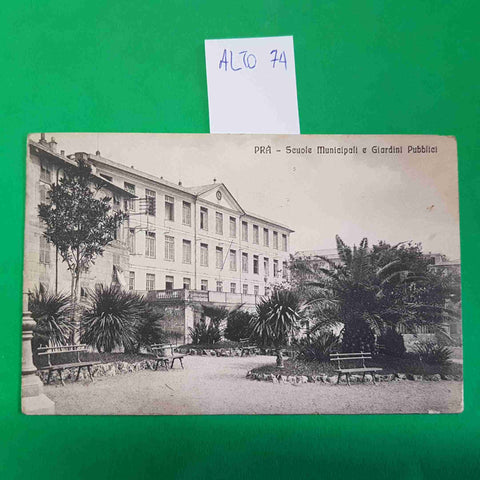 ALTO 74
PRÀ - Scuole Municipali e Giardini Pubblici